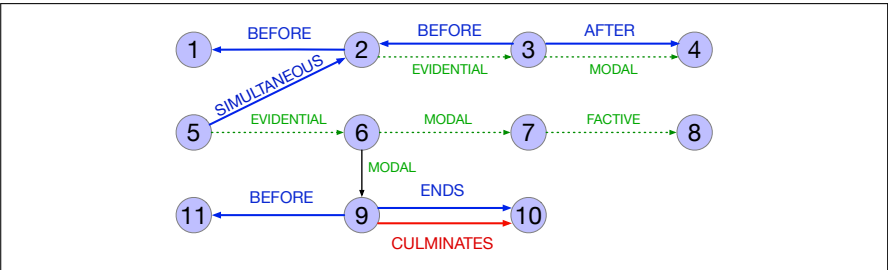 BEFORE BEFORE AFTER
1 2 3 4
EVIDENTIAL MODAL
SIMULTANEOUS
EVIDENTIAL MODAL FACTIVE
5 6 7 8
MODAL
BEFORE ENDS
11 9 10
CULMINATES